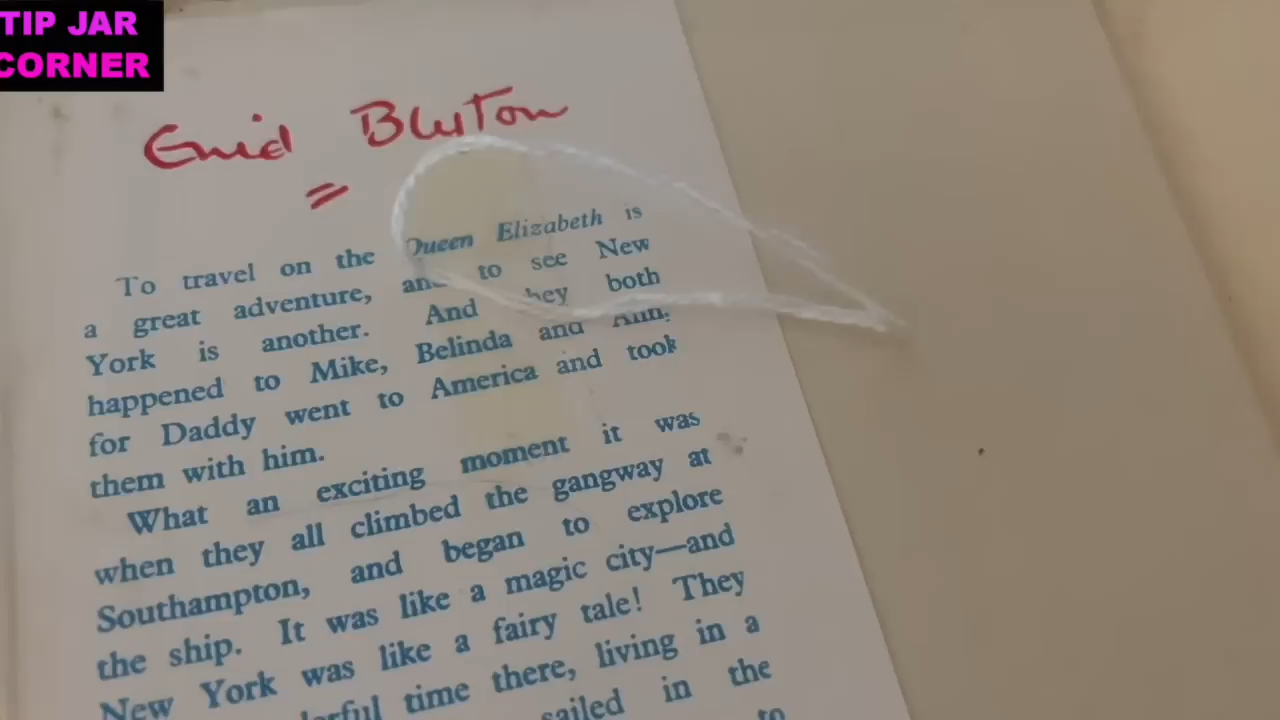 TIP JAR
CORNER
Enid Blyton
To travel on the Queen Elizabeth is
a great adventure, and to see New
York is another. And they both
happened to Mike, Belinda and Ann,
for Daddy went to America and took
them with him.
What an exciting moment it was
when they all climbed the gangway at
Southampton, and began to explore
the ship. It was like a magic city—and
New York was like a fairy tale! They
time there, living in a
sailed in the
to